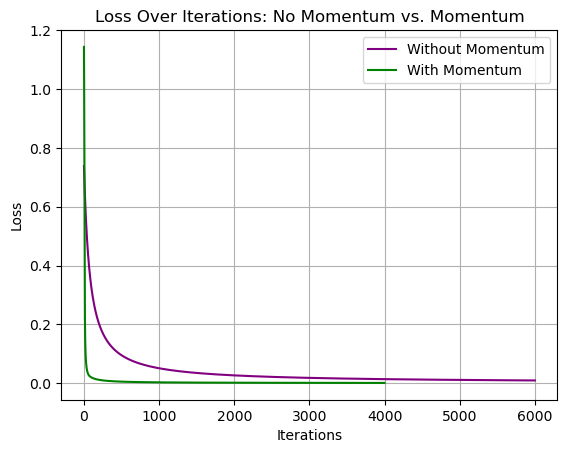 Loss Over Iterations: No Momentum vs. Momentum
Without Momentum
With Momentum
1.2
1.0
0.8
0.6
0.4
0.2
0.0
Loss
0 1000 2000 3000 4000 5000 6000
Iterations